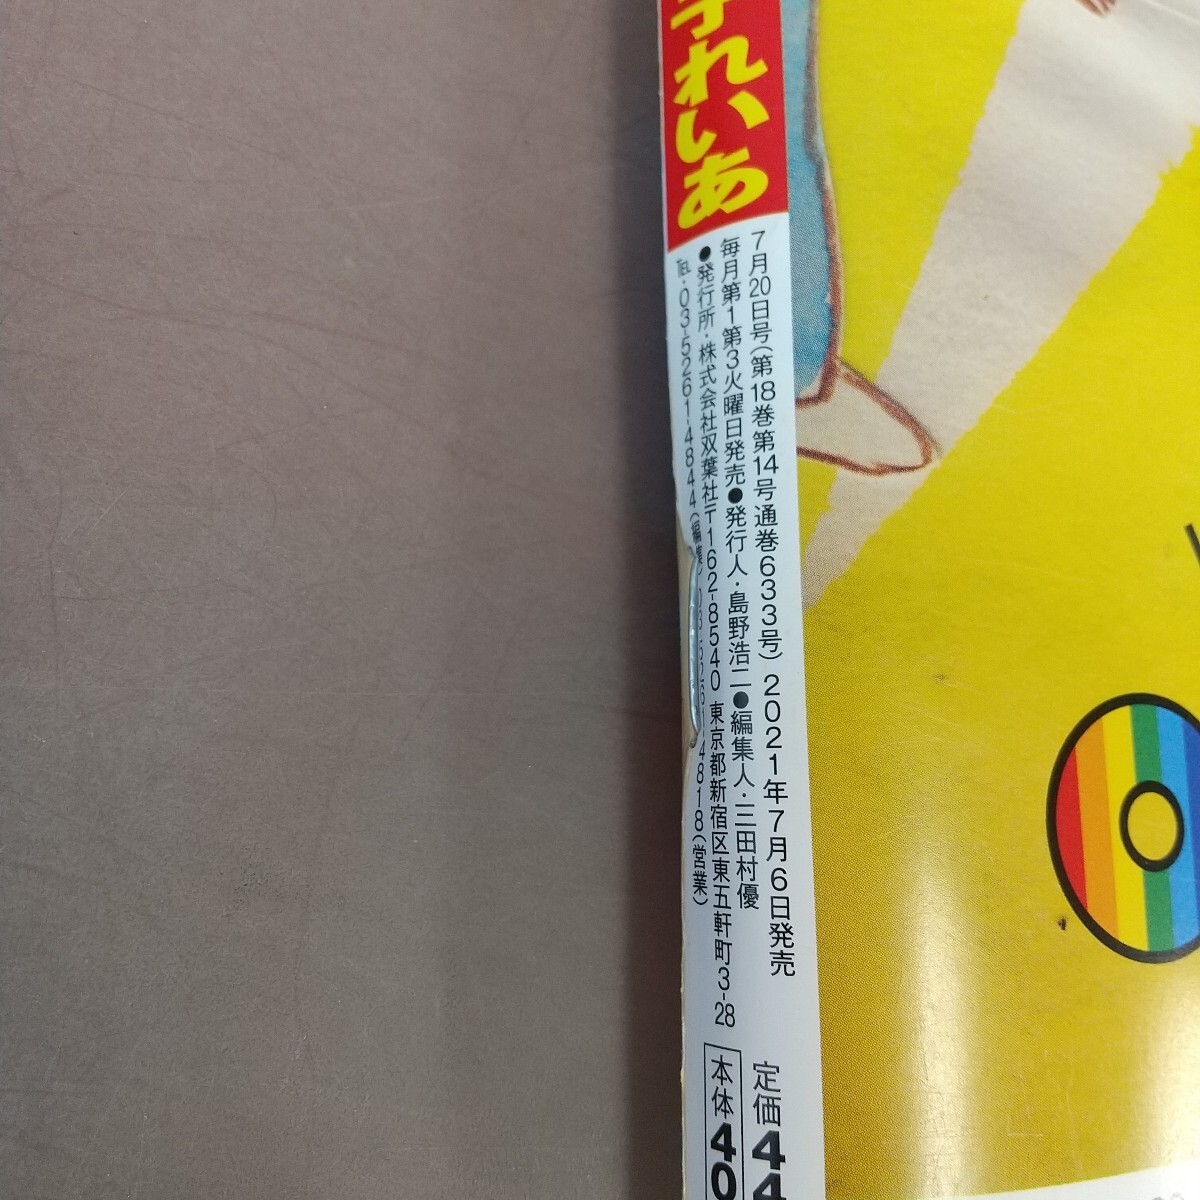 れいあ
7月20日号(第18巻第14号通巻633号) 2021年7月6日発売
毎月第1第3火曜日発売●発行人・島野浩二●編集人・三田村優
●発行所・株式会社双葉社〒162-8540 東京都新宿区東五軒町3-28
TEL・03-5261-4844(編集) 03-5261-4818(営業)
定価44
本体40